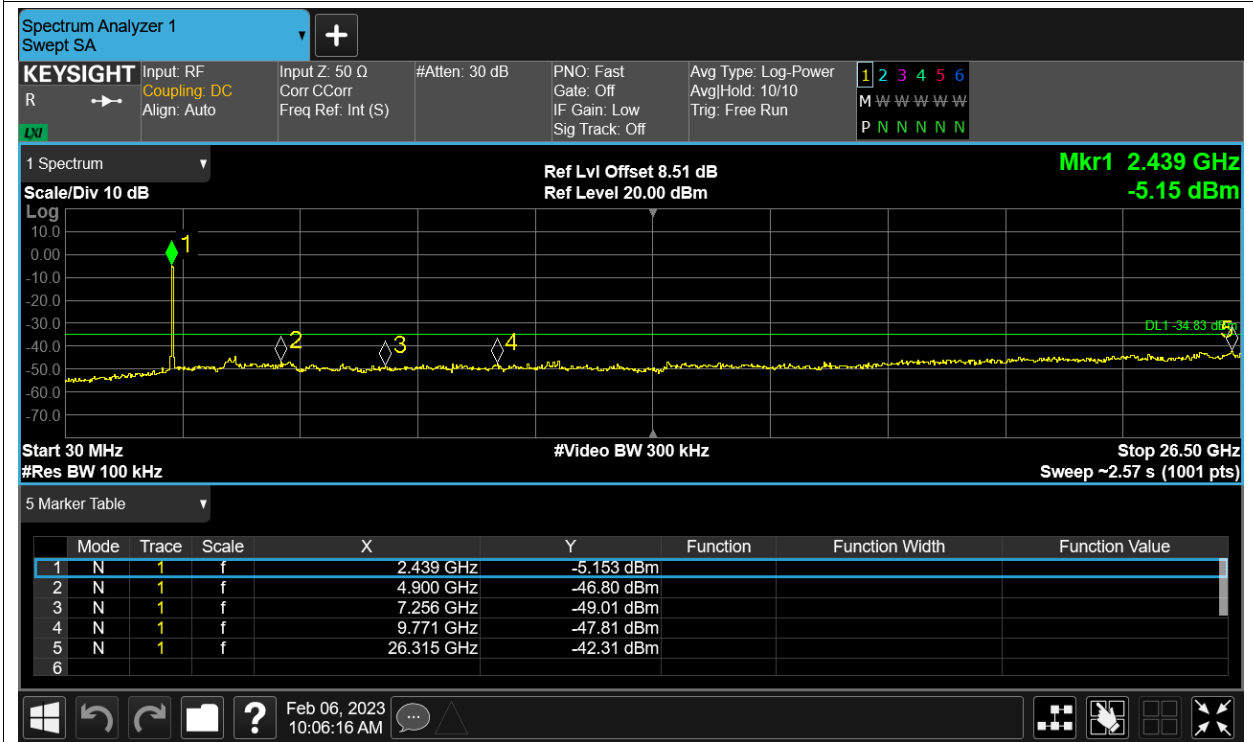 Spectrum Analyzer 1
Swept SA
+
KEYSIGHT Input: RF Input Z: 50 Ω #Atten: 30 dB PNO: Fast Avg Type: Log-Power 1 2 3 4 5 6
R Coupling: DC Corr CCorr Gate: Off Avg|Hold: 10/10 M W W W W W
Align: Auto Freq Ref: Int (S) IF Gain: Low Trig: Free Run
LXI Sig Track: Off P N N N N N
1 Spectrum Ref Lvl Offset 8.51 dB Mkr1 2.439 GHz
Scale/Div 10 dB Ref Level 20.00 dBm -5.15 dBm
Log
10.0
1
0.00
-10.0
-20.0
-30.0 DL1 -34.83 dBm
2 3 4 5
-40.0
-50.0
-60.0
-70.0
Start 30 MHz #Video BW 300 kHz Stop 26.50 GHz
#Res BW 100 kHz Sweep ~2.57 s (1001 pts)
5 Marker Table
Mode Trace Scale X Y Function Function Width Function Value
1 N 1 f 2.439 GHz -5.153 dBm
2 N 1 f 4.900 GHz -46.80 dBm
3 N 1 f 7.256 GHz -49.01 dBm
4 N 1 f 9.771 GHz -47.81 dBm
5 N 1 f 26.315 GHz -42.31 dBm
6
? Feb 06, 2023
10:06:16 AM